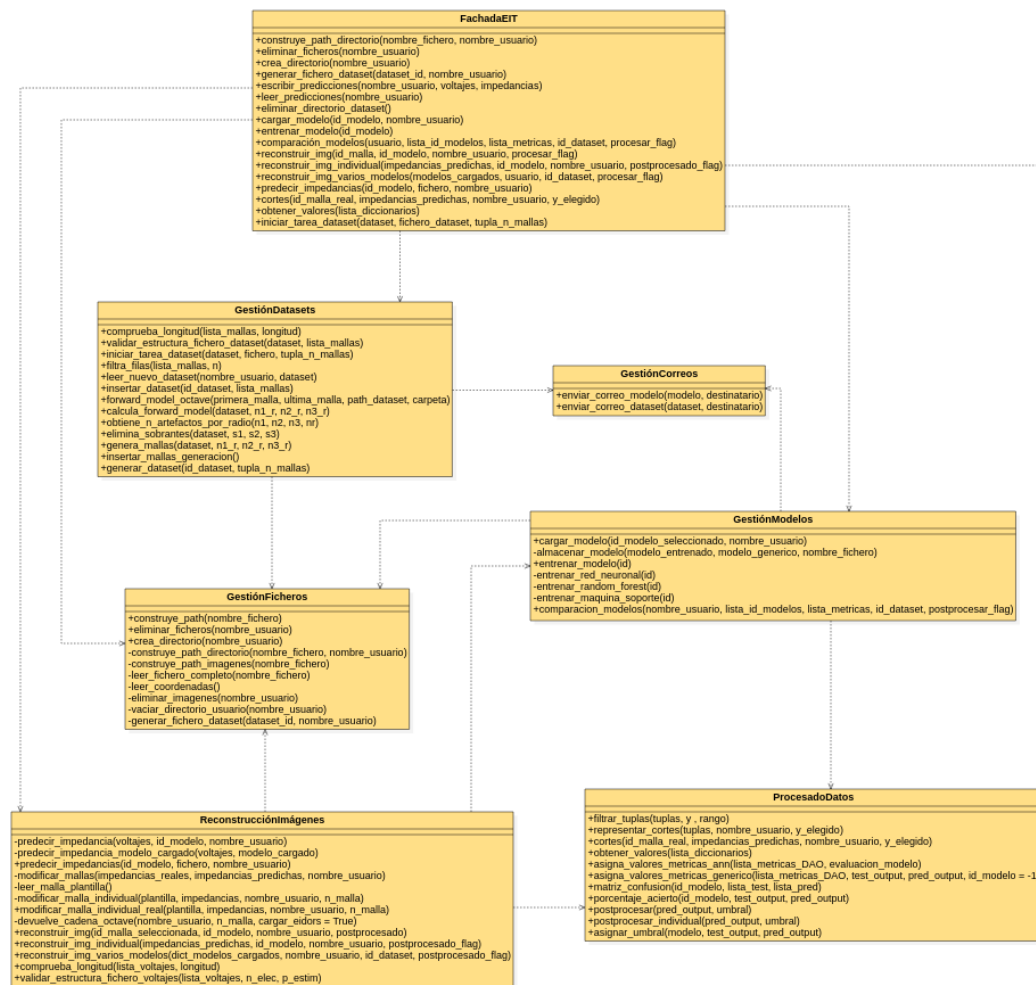 FachadaEIT
+construye_path_directorio(nombre_fichero, nombre_usuario)
+eliminar_ficheros(nombre_usuario)
+crea_directorio(nombre_usuario)
+generar_fichero_dataset(dataset_id, nombre_usuario)
+escribir_predicciones(nombre_usuario, voltajes, impedancias)
+leer_predicciones(nombre_usuario)
+eliminar_directorio_dataset()
+cargar_modelo(id_modelo, nombre_usuario)
+entrenar_modelo(id_modelo)
+comparación_modelos(usuario, lista_id_modelos, lista_metricas, id_dataset, procesar_flag)
+reconstruir_img(id_malla, id_modelo, nombre_usuario, procesar_flag)
+reconstruir_img_individual(impedancias_predichas, id_modelo, nombre_usuario, postprocesado_flag)
+reconstruir_img_varios_modelos(modelos_cargados, usuario, id_dataset, procesar_flag)
+predecir_impedancias(id_modelo, fichero, nombre_usuario)
+cortes(id_malla_real, impedancias_predichas, nombre_usuario, y_elegido)
+obtener_valores(lista_diccionarios)
+iniciar_tarea_dataset(dataset, fichero_dataset, tupla_n_mallas)
GestiónDatasets
+comprueba_longitud(lista_mallas, longitud)
+validar_estructura_fichero_dataset(dataset, lista_mallas)
+iniciar_tarea_dataset(dataset, fichero, tupla_n_mallas)
+filtra_filas(lista_mallas, n)
+leer_nuevo_dataset(nombre_usuario, dataset)
+insertar_dataset(id_dataset, lista_mallas)
+forward_model_octave(primera_malla, ultima_malla, path_dataset, carpeta)
+calcula_forward_model(dataset, n1_r, n2_r, n3_r)
+obtiene_n_artefactos_por_radio(n1, n2, n3, nr)
+elimina_sobrantes(dataset, s1, s2, s3)
+genera_mallas(dataset, n1_r, n2_r, n3_r)
+insertar_mallas_generacion()
+generar_dataset(id_dataset, tupla_n_mallas)
GestiónCorreos
+enviar_correo_modelo(modelo, destinatario)
+enviar_correo_dataset(dataset, destinatario)
GestiónModelos
+cargar_modelo(id_modelo_seleccionado, nombre_usuario)
-almacenar_modelo(modelo_entrenado, modelo_generico, nombre_fichero)
+entrenar_modelo(id)
-entrenar_red_neuronal(id)
-entrenar_random_forest(id)
-entrenar_maquina_soporte(id)
+comparacion_modelos(nombre_usuario, lista_id_modelos, lista_metricas, id_dataset, postprocesar_flag)
GestiónFicheros
+construye_path(nombre_fichero)
+eliminar_ficheros(nombre_usuario)
+crea_directorio(nombre_usuario)
-construye_path_directorio(nombre_fichero, nombre_usuario)
-construye_path_imagenes(nombre_fichero)
-leer_fichero_completo(nombre_fichero)
-leer_coordenadas()
-eliminar_imagenes(nombre_usuario)
-vaciar_directorio_usuario(nombre_usuario)
-generar_fichero_dataset(dataset_id, nombre_usuario)
ReconstrucciónImágenes
-predecir_impedancia(voltajes, id_modelo, nombre_usuario)
-predecir_impedancia_modelo_cargado(voltajes, modelo_cargado)
+predecir_impedancias(id_modelo, fichero, nombre_usuario)
-modificar_mallas(impedancias_reales, impedancias_predichas, nombre_usuario)
-leer_malla_plantilla()
-modificar_malla_individual(plantilla, impedancias, nombre_usuario, n_malla)
+modificar_malla_individual_real(plantilla, impedancias, nombre_usuario, n_malla)
-devuelve_cadena_octave(nombre_usuario, n_malla, cargar_eidors = True)
+reconstruir_img(id_malla_seleccionada, id_modelo, nombre_usuario, postprocesado)
+reconstruir_img_individual(impedancias_predichas, id_modelo, nombre_usuario, postprocesado_flag)
+reconstruir_img_varios_modelos(dict_modelos_cargados, nombre_usuario, id_dataset, postprocesado_flag)
+comprueba_longitud(lista_voltajes, longitud)
+validar_estructura_fichero_voltajes(lista_voltajes, n_elec, p_estim)
ProcesadoDatos
+filtrar_tuplas(tuplas, y , rango)
+representar_cortes(tuplas, nombre_usuario, y_elegido)
+cortes(id_malla_real, impedancias_predichas, nombre_usuario, y_elegido)
+obtener_valores(lista_diccionarios)
+asigna_valores_metricas_ann(lista_metricas_DAO, evaluacion_modelo)
+asigna_valores_metricas_generico(lista_metricas_DAO, test_output, pred_output, id_modelo = -1
+matriz_confusion(id_modelo, lista_test, lista_pred)
+porcentaje_acierto(id_modelo, test_output, pred_output)
+postprocesar(pred_output, umbral)
+postprocesar_individual(pred_output, umbral)
+asignar_umbral(modelo, test_output, pred_output)